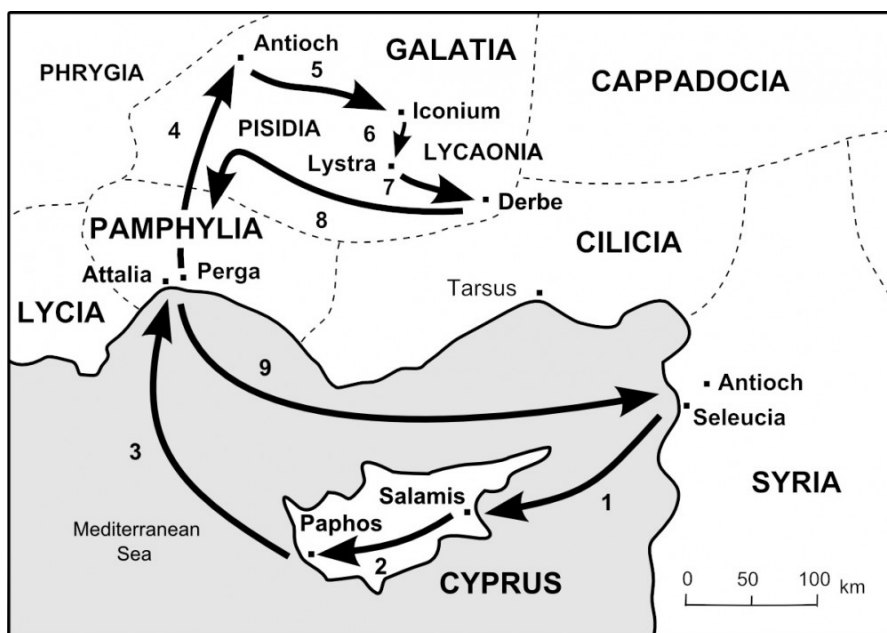 Antioch
GALATIA
PHRYGIA
5
CAPPADOCIA
Iconium
4
PISIDIA
6
LYCAONIA
Lystra
7
Derbe
8
PAMPHYLIA
CILICIA
Attalia
Perga
Tarsus
LYCIA
9
Antioch
Seleucia
3
1
SYRIA
Salamis
Paphos
Mediterranean
Sea
2
CYPRUS
0 50 100 km